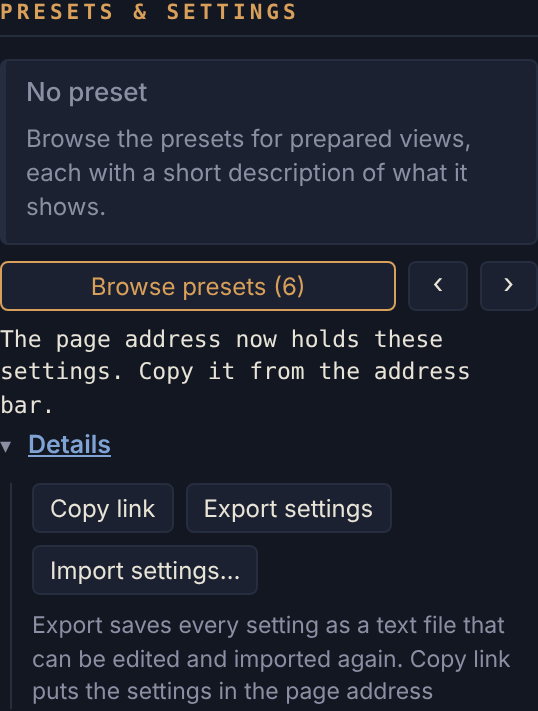 PRESETS & SETTINGS
No preset
Browse the presets for prepared views,
each with a short description of what it
shows.
Browse presets (6)
‹
›
The page address now holds these
settings. Copy it from the address
bar.
▾ Details
Copy link
Export settings
Import settings...
Export saves every setting as a text file that
can be edited and imported again. Copy link
puts the settings in the page address